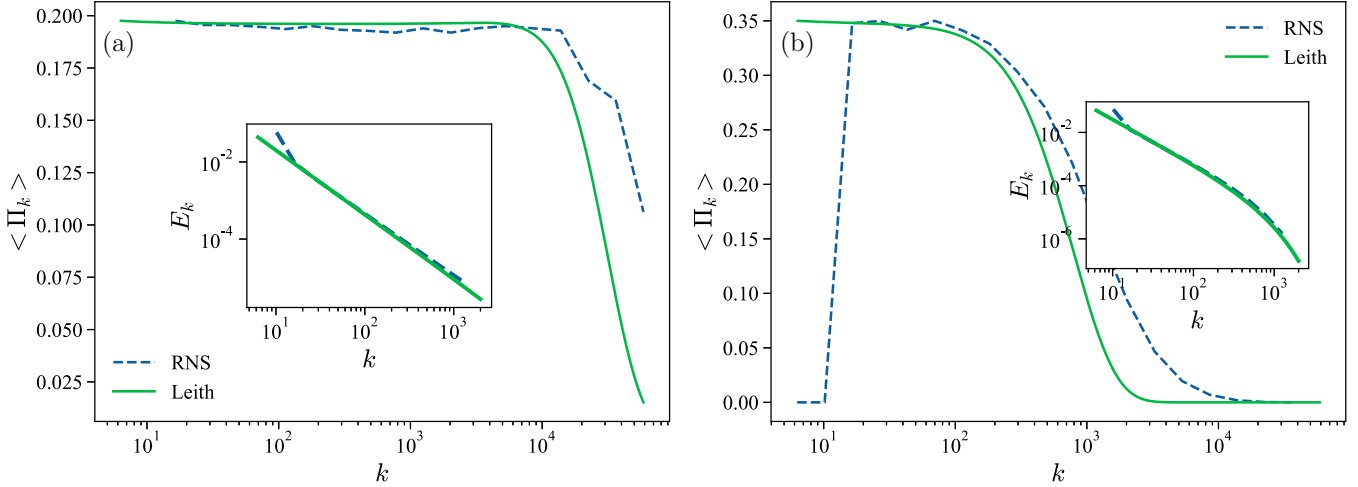 (a)
< Π_k >
0.200
0.175
0.150
0.125
0.100
0.075
0.050
0.025
10^1
10^2
10^3
10^4
k
RNS
Leith
E_k
10^-2
10^-4
10^1
10^2
10^3
k
(b)
< Π_k >
0.35
0.30
0.25
0.20
0.15
0.10
0.05
0.00
10^1
10^2
10^3
10^4
k
RNS
Leith
E_k
10^-2
10^-4
10^-6
10^1
10^2
10^3
k